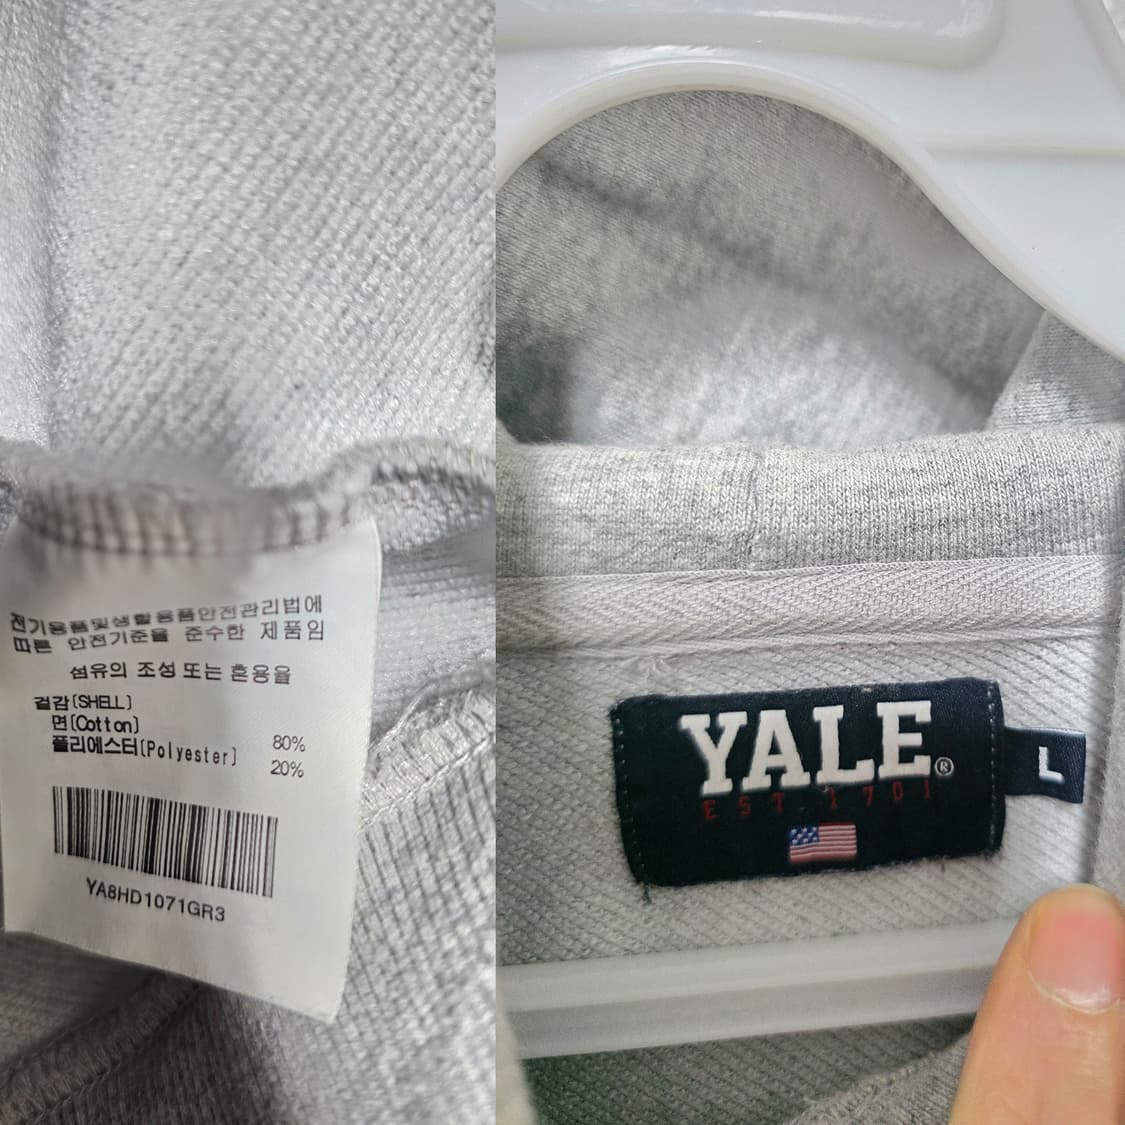 전기용품및생활용품안전관리법에
따른 안전기준을 준수한 제품임
섬유의 조성 또는 혼용율
겉감(SHELL)
면(Cotton) 80%
폴리에스터(Polyester) 20%
YA8HD1071GR3
YALE®
EST. 1701
L